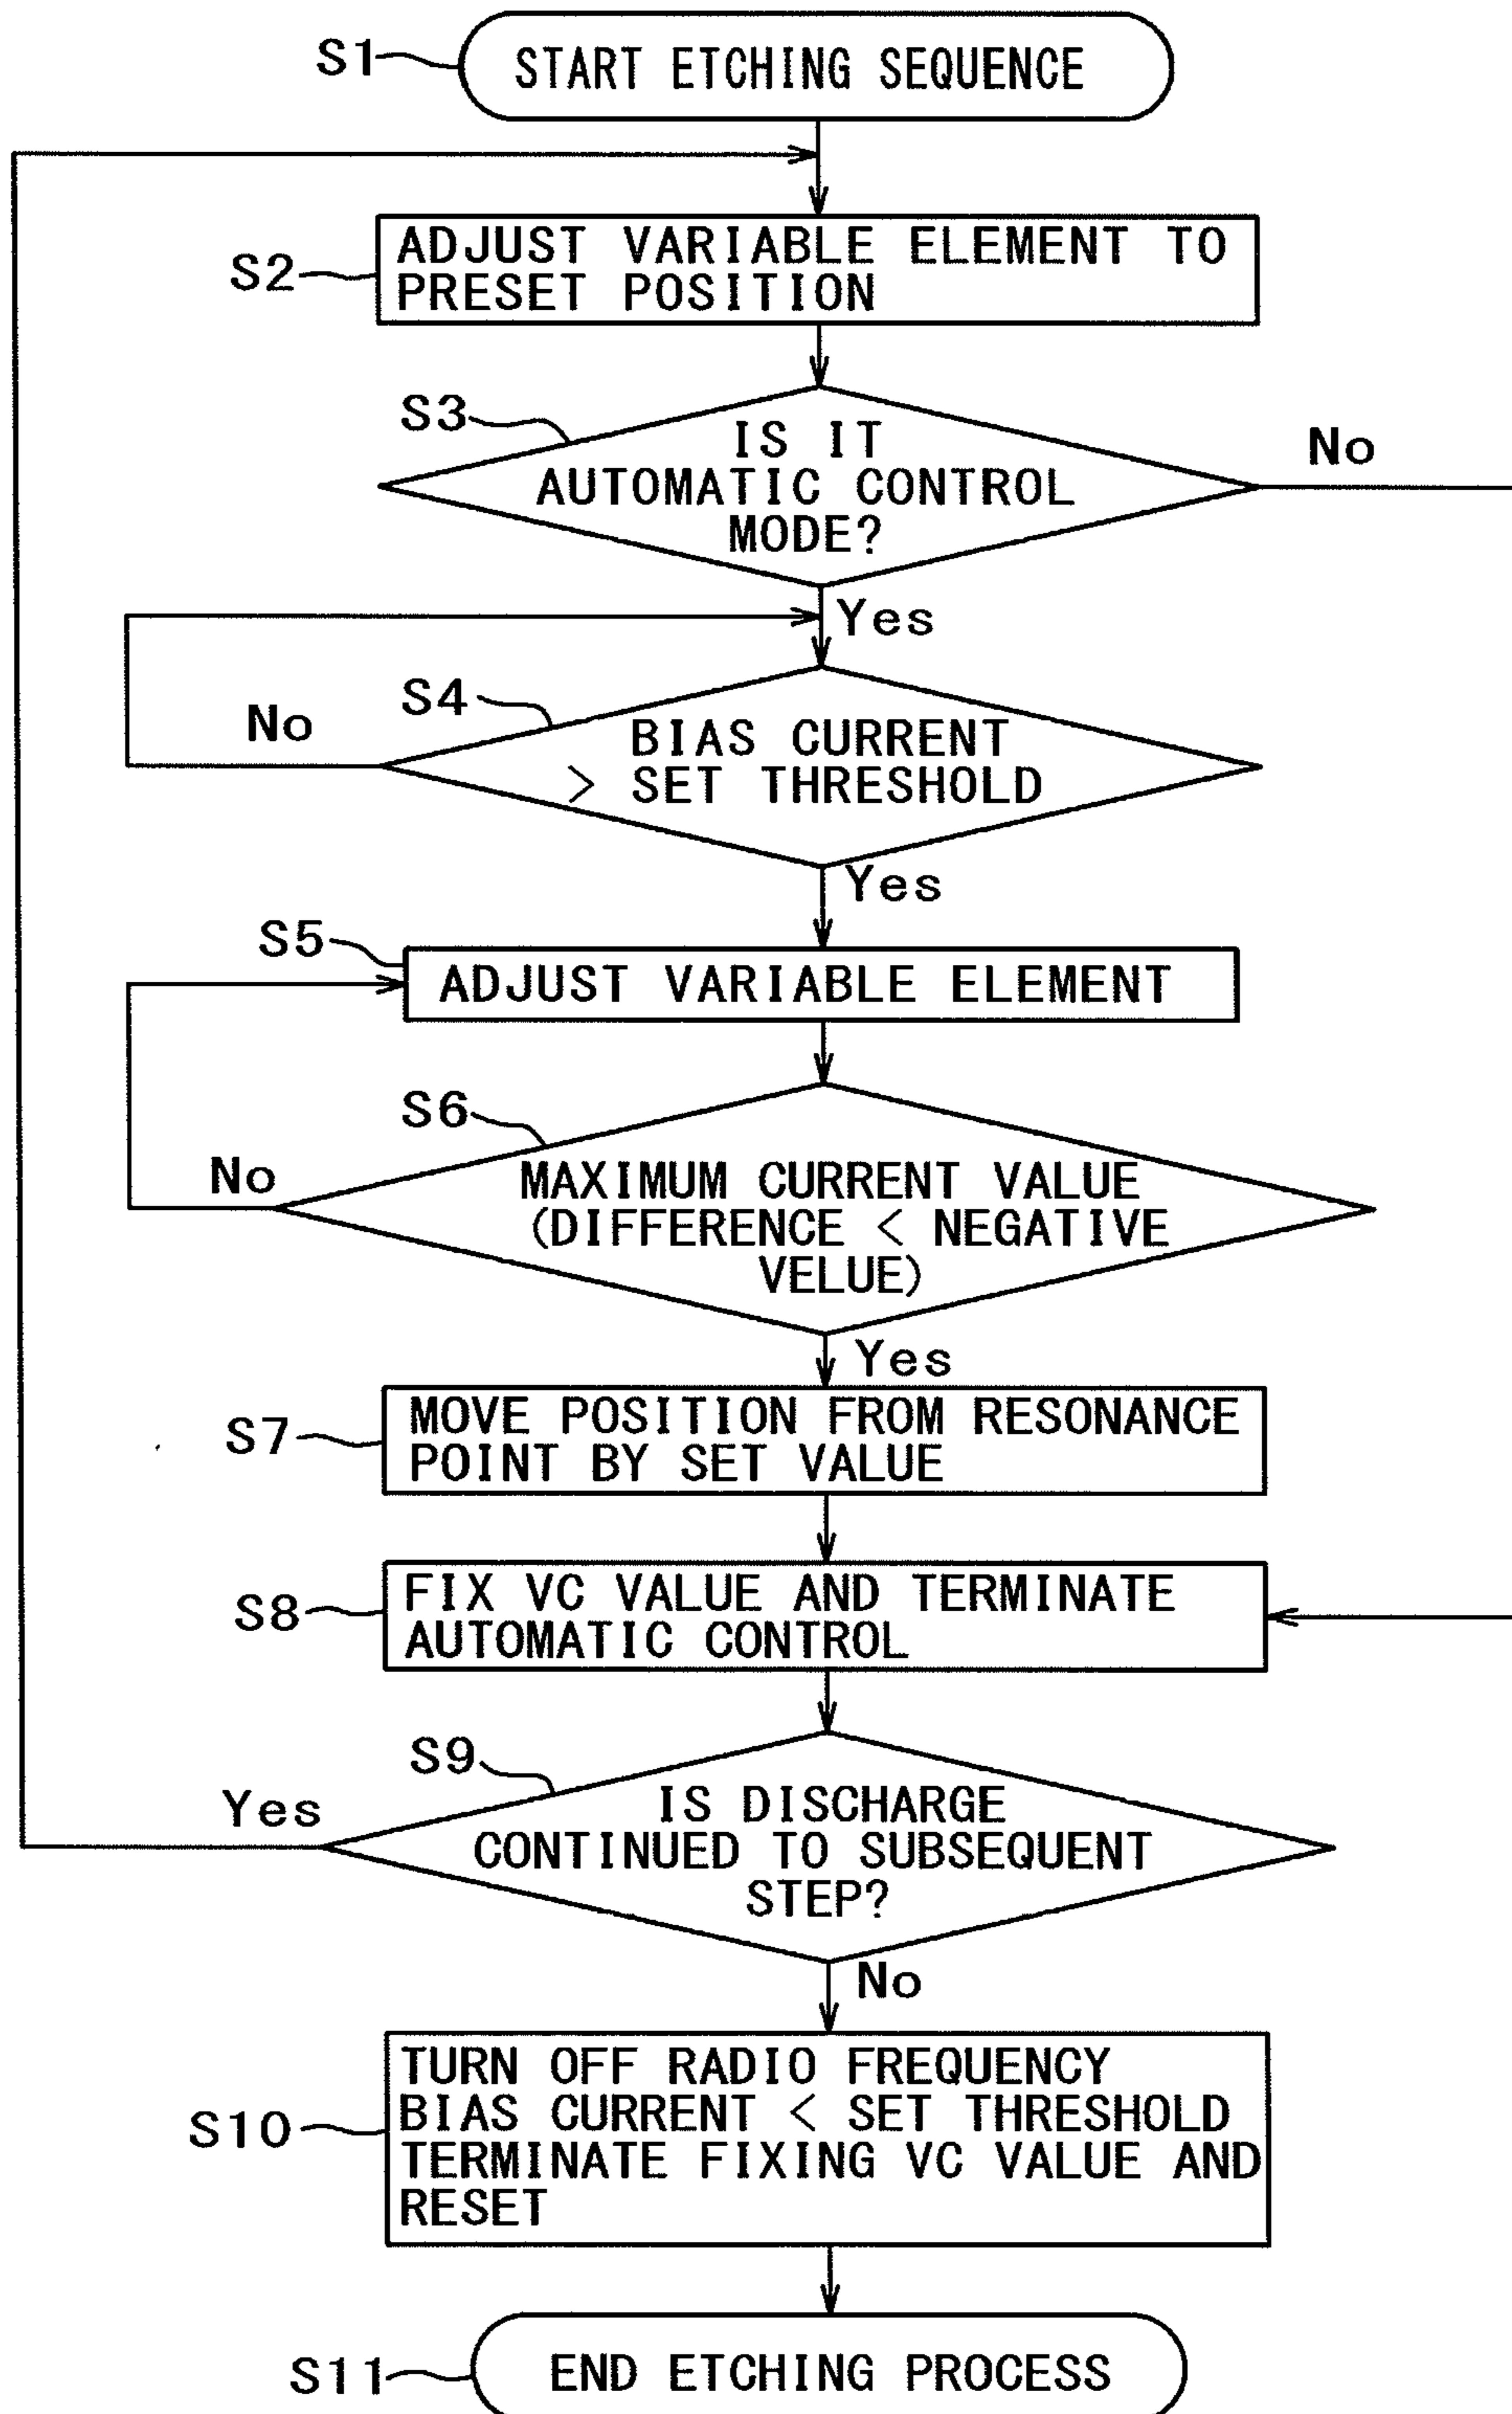 S1
START ETCHING SEQUENCE
S2
ADJUST VARIABLE ELEMENT TO
PRESET POSITION
S3
IS IT
AUTOMATIC CONTROL
MODE?
No
Yes
S4
No
BIAS CURRENT
> SET THRESHOLD
Yes
S5
ADJUST VARIABLE ELEMENT
S6
No
MAXIMUM CURRENT VALUE
(DIFFERENCE < NEGATIVE
VELUE)
Yes
S7
MOVE POSITION FROM RESONANCE
POINT BY SET VALUE
S8
FIX VC VALUE AND TERMINATE
AUTOMATIC CONTROL
S9
Yes
IS DISCHARGE
CONTINUED TO SUBSEQUENT
STEP?
No
S10
TURN OFF RADIO FREQUENCY
BIAS CURRENT < SET THRESHOLD
TERMINATE FIXING VC VALUE AND
RESET
S11
END ETCHING PROCESS